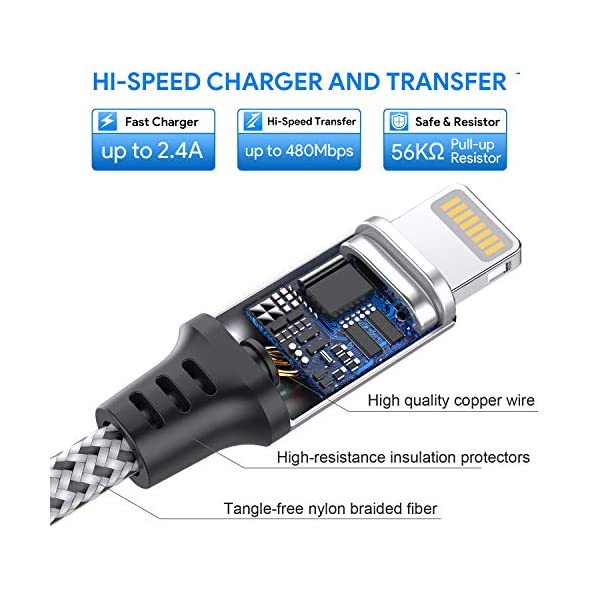 HI-SPEED CHARGER AND TRANSFER
Fast Charger
up to 2.4A
Hi-Speed Transfer
up to 480Mbps
Safe & Resistor
56KΩ Pull-up
Resistor
High quality copper wire
High-resistance insulation protectors
Tangle-free nylon braided fiber